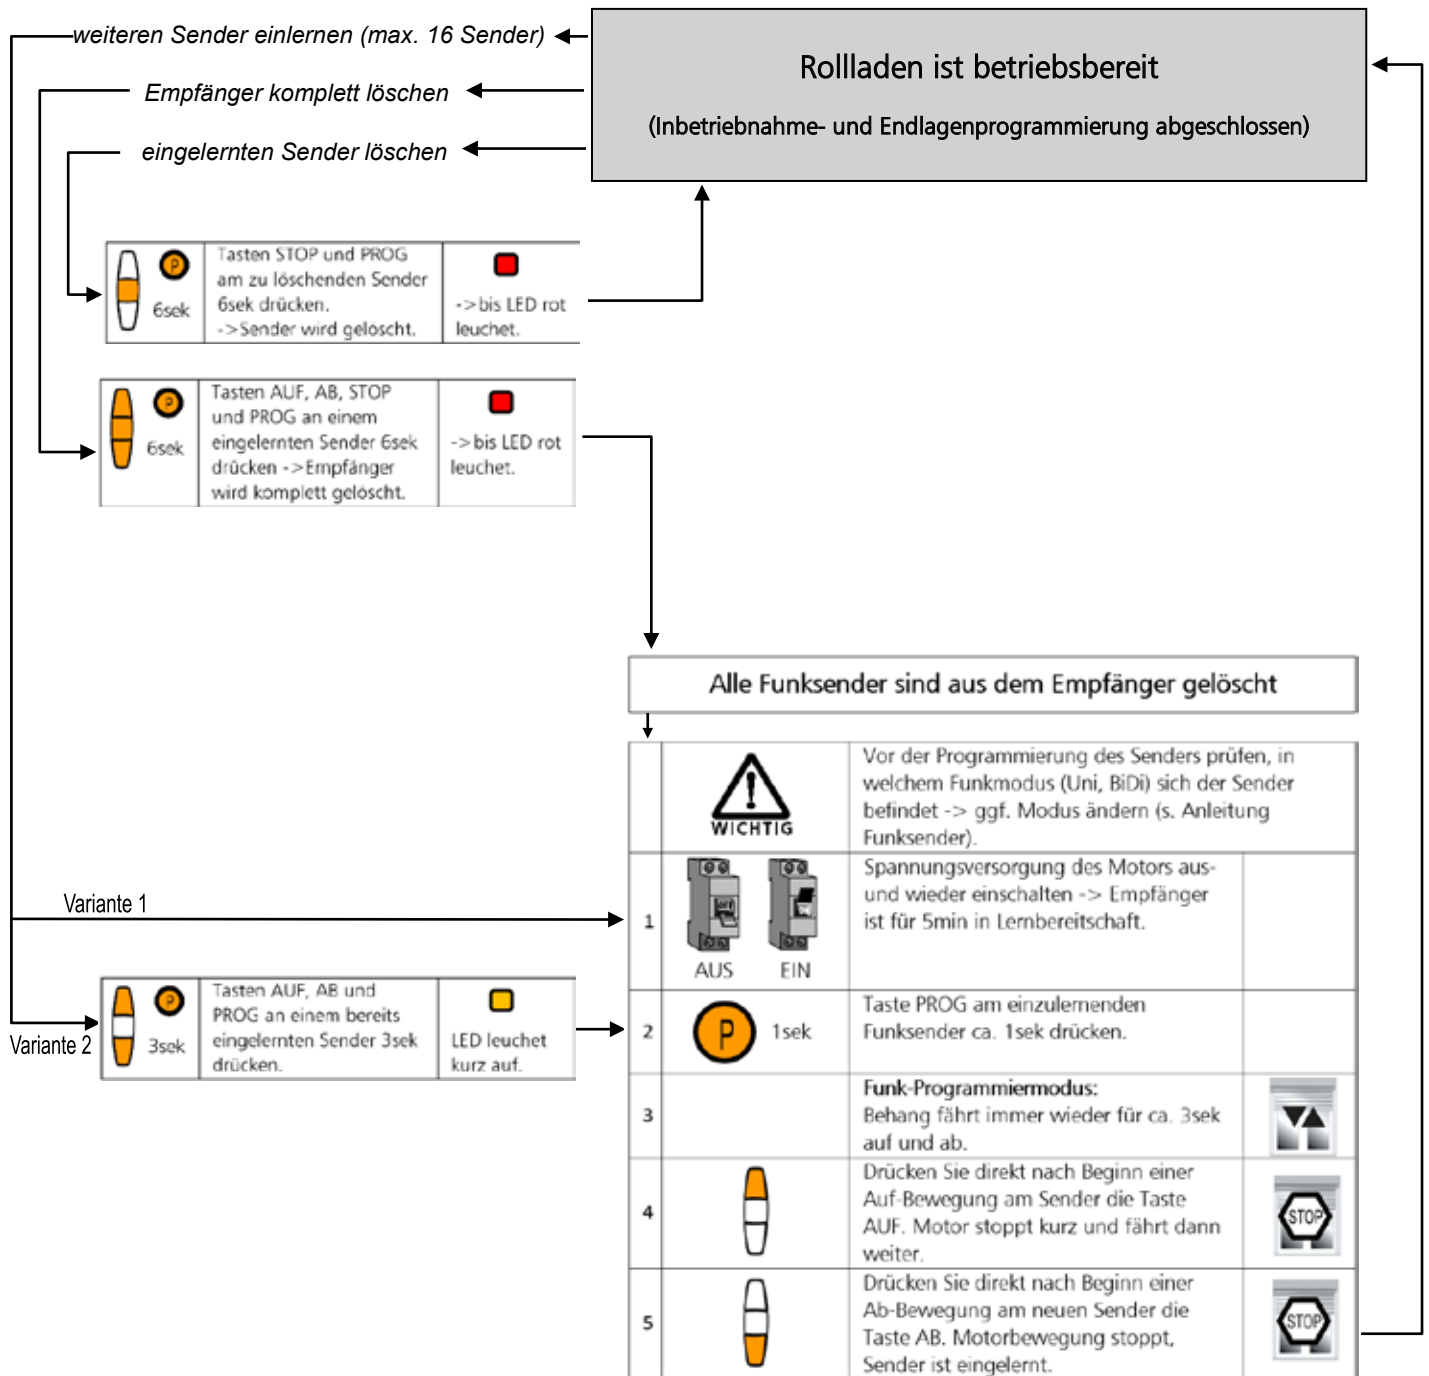 weiteren Sender einlernen (max. 16 Sender)
Empfänger komplett löschen
eingelernten Sender löschen
Rollladen ist betriebsbereit
(Inbetriebnahme- und Endlagenprogrammierung abgeschlossen)
P
6sek
Tasten STOP und PROG
am zu löschenden Sender
6sek drücken.
->Sender wird gelöscht.
->bis LED rot
leuchet.
P
6sek
Tasten AUF, AB, STOP
und PROG an einem
eingelernten Sender 6sek
drücken ->Empfänger
wird komplett gelöscht.
->bis LED rot
leuchet.
Alle Funksender sind aus dem Empfänger gelöscht
WICHTIG
Vor der Programmierung des Senders prüfen, in
welchem Funkmodus (Uni, BiDi) sich der Sender
befindet -> ggf. Modus ändern (s. Anleitung
Funksender).
Variante 1
1
AUS EIN
Spannungsversorgung des Motors aus-
und wieder einschalten -> Empfänger
ist für 5min in Lernbereitschaft.
Variante 2
P
3sek
Tasten AUF, AB und
PROG an einem bereits
eingelernten Sender 3sek
drücken.
LED leuchet
kurz auf.
2
P 1sek
Taste PROG am einzulernenden
Funksender ca. 1sek drücken.
3
Funk-Programmiermodus:
Behang fährt immer wieder für ca. 3sek
auf und ab.
4
Drücken Sie direkt nach Beginn einer
Auf-Bewegung am Sender die Taste
AUF. Motor stoppt kurz und fährt dann
weiter.
STOP
5
Drücken Sie direkt nach Beginn einer
Ab-Bewegung am neuen Sender die
Taste AB. Motorbewegung stoppt,
Sender ist eingelernt.
STOP